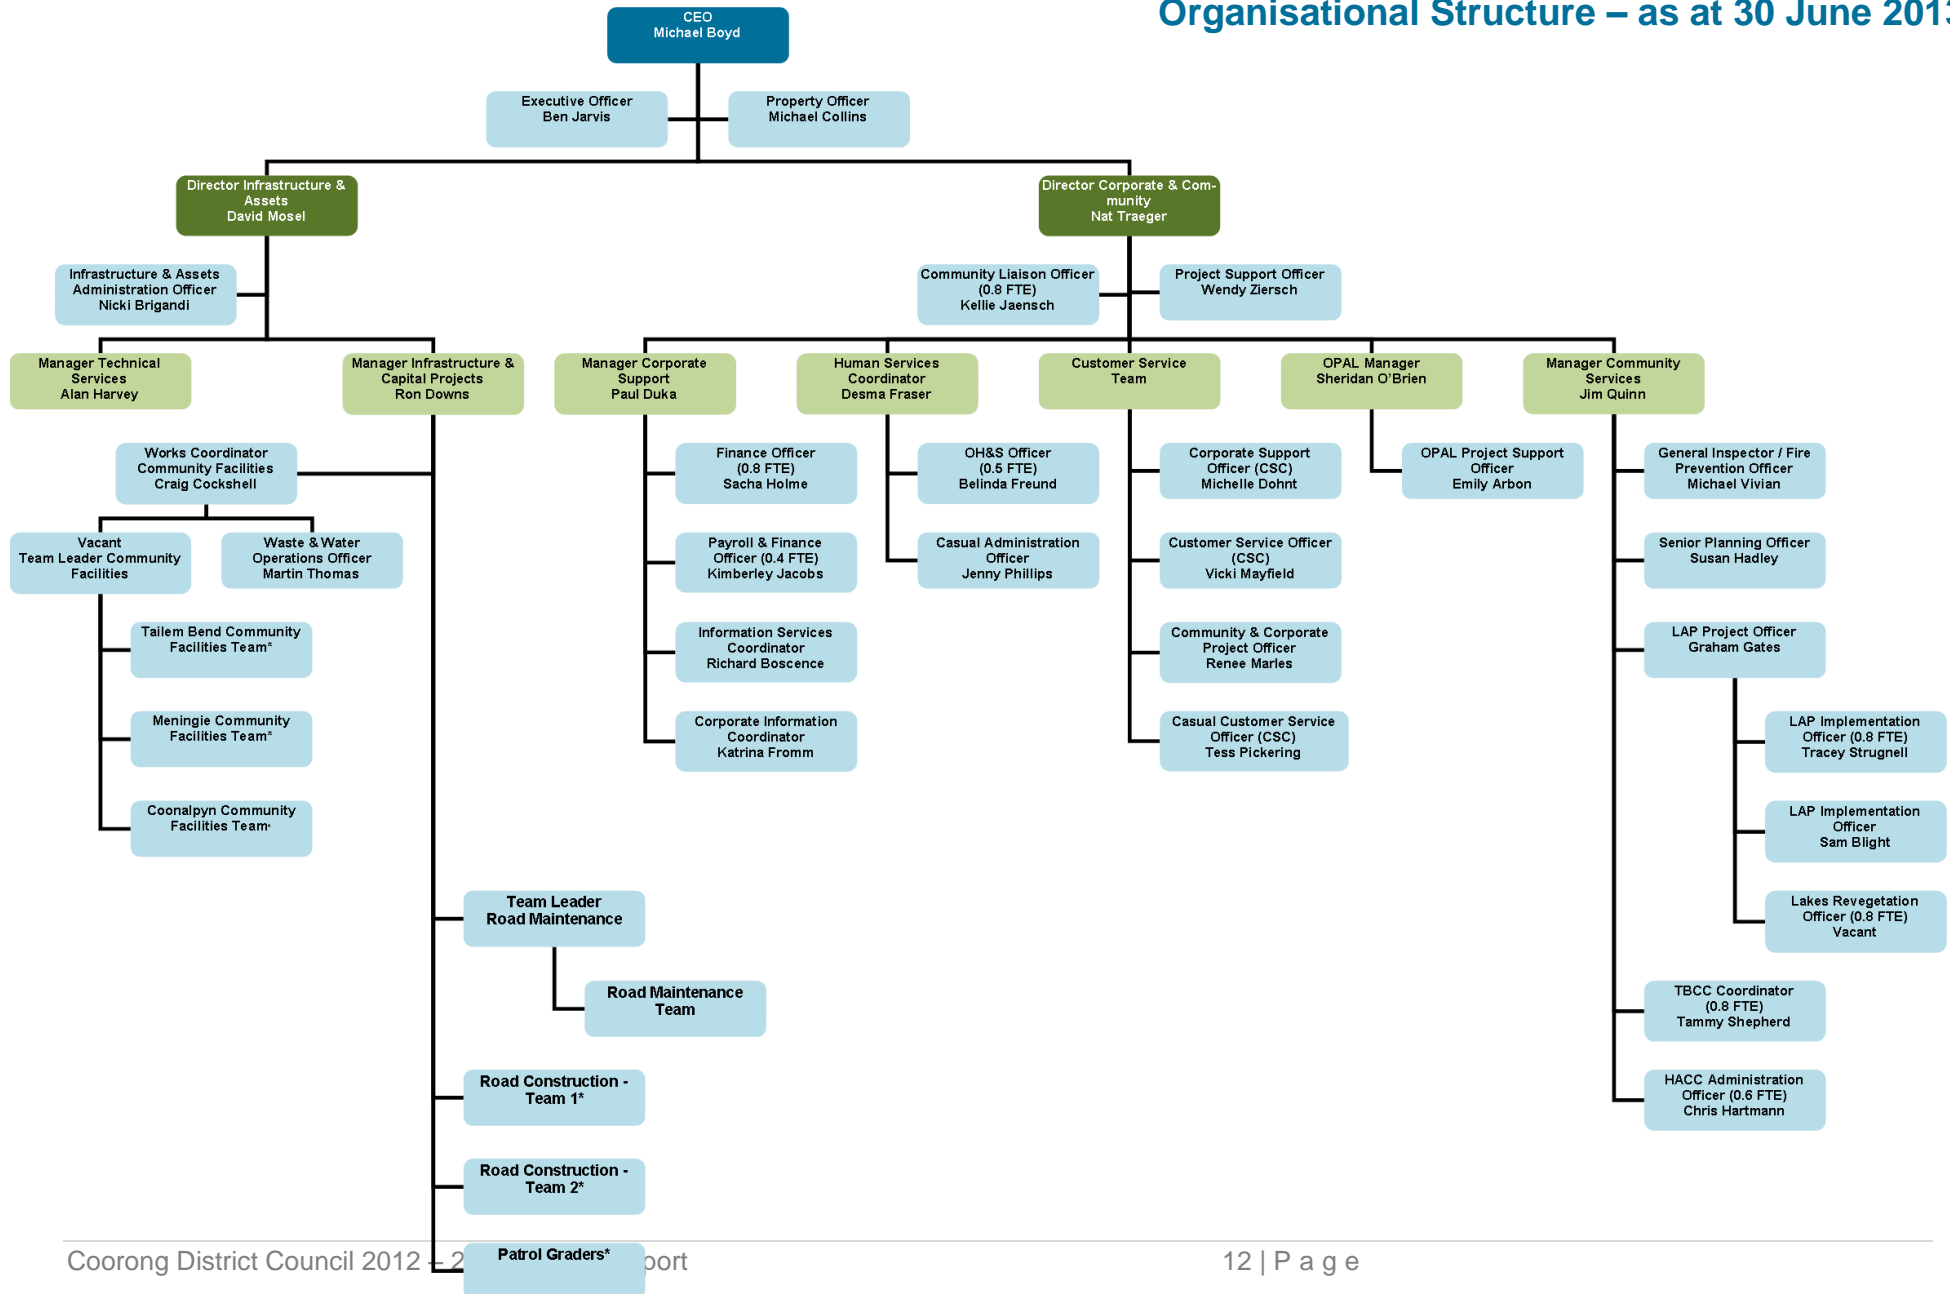 Organisational Structure – as at 30 June 2013
CEO
Michael Boyd
Executive Officer
Ben Jarvis
Property Officer
Michael Collins
Director Infrastructure &
Assets
David Mosel
Director Corporate & Com-
munity
Nat Traeger
Infrastructure & Assets
Administration Officer
Nicki Brigandi
Community Liaison Officer
(0.8 FTE)
Kellie Jaensch
Project Support Officer
Wendy Ziersch
Manager Technical
Services
Alan Harvey
Manager Infrastructure &
Capital Projects
Ron Downs
Manager Corporate
Support
Paul Duka
Human Services
Coordinator
Desma Fraser
Customer Service
Team
OPAL Manager
Sheridan O'Brien
Manager Community
Services
Jim Quinn
Works Coordinator
Community Facilities
Craig Cockshell
Finance Officer
(0.8 FTE)
Sacha Holme
OH&S Officer
(0.5 FTE)
Belinda Freund
Corporate Support
Officer (CSC)
Michelle Dohnt
OPAL Project Support
Officer
Emily Arbon
General Inspector / Fire
Prevention Officer
Michael Vivian
Vacant
Team Leader Community
Facilities
Waste & Water
Operations Officer
Martin Thomas
Payroll & Finance
Officer (0.4 FTE)
Kimberley Jacobs
Casual Administration
Officer
Jenny Phillips
Customer Service Officer
(CSC)
Vicki Mayfield
Senior Planning Officer
Susan Hadley
Tailem Bend Community
Facilities Team*
Information Services
Coordinator
Richard Boscence
Community & Corporate
Project Officer
Renee Marles
LAP Project Officer
Graham Gates
Meningie Community
Facilities Team*
Corporate Information
Coordinator
Katrina Fromm
Casual Customer Service
Officer (CSC)
Tess Pickering
LAP Implementation
Officer (0.8 FTE)
Tracey Strugnell
Coonalpyn Community
Facilities Team*
LAP Implementation
Officer
Sam Blight
Team Leader
Road Maintenance
Lakes Revegetation
Officer (0.8 FTE)
Vacant
Road Maintenance
Team
TBCC Coordinator
(0.8 FTE)
Tammy Shepherd
Road Construction -
Team 1*
HACC Administration
Officer (0.6 FTE)
Chris Hartmann
Road Construction -
Team 2*
Patrol Graders*
Coorong District Council 2012 – 2 port
12 | P a g e